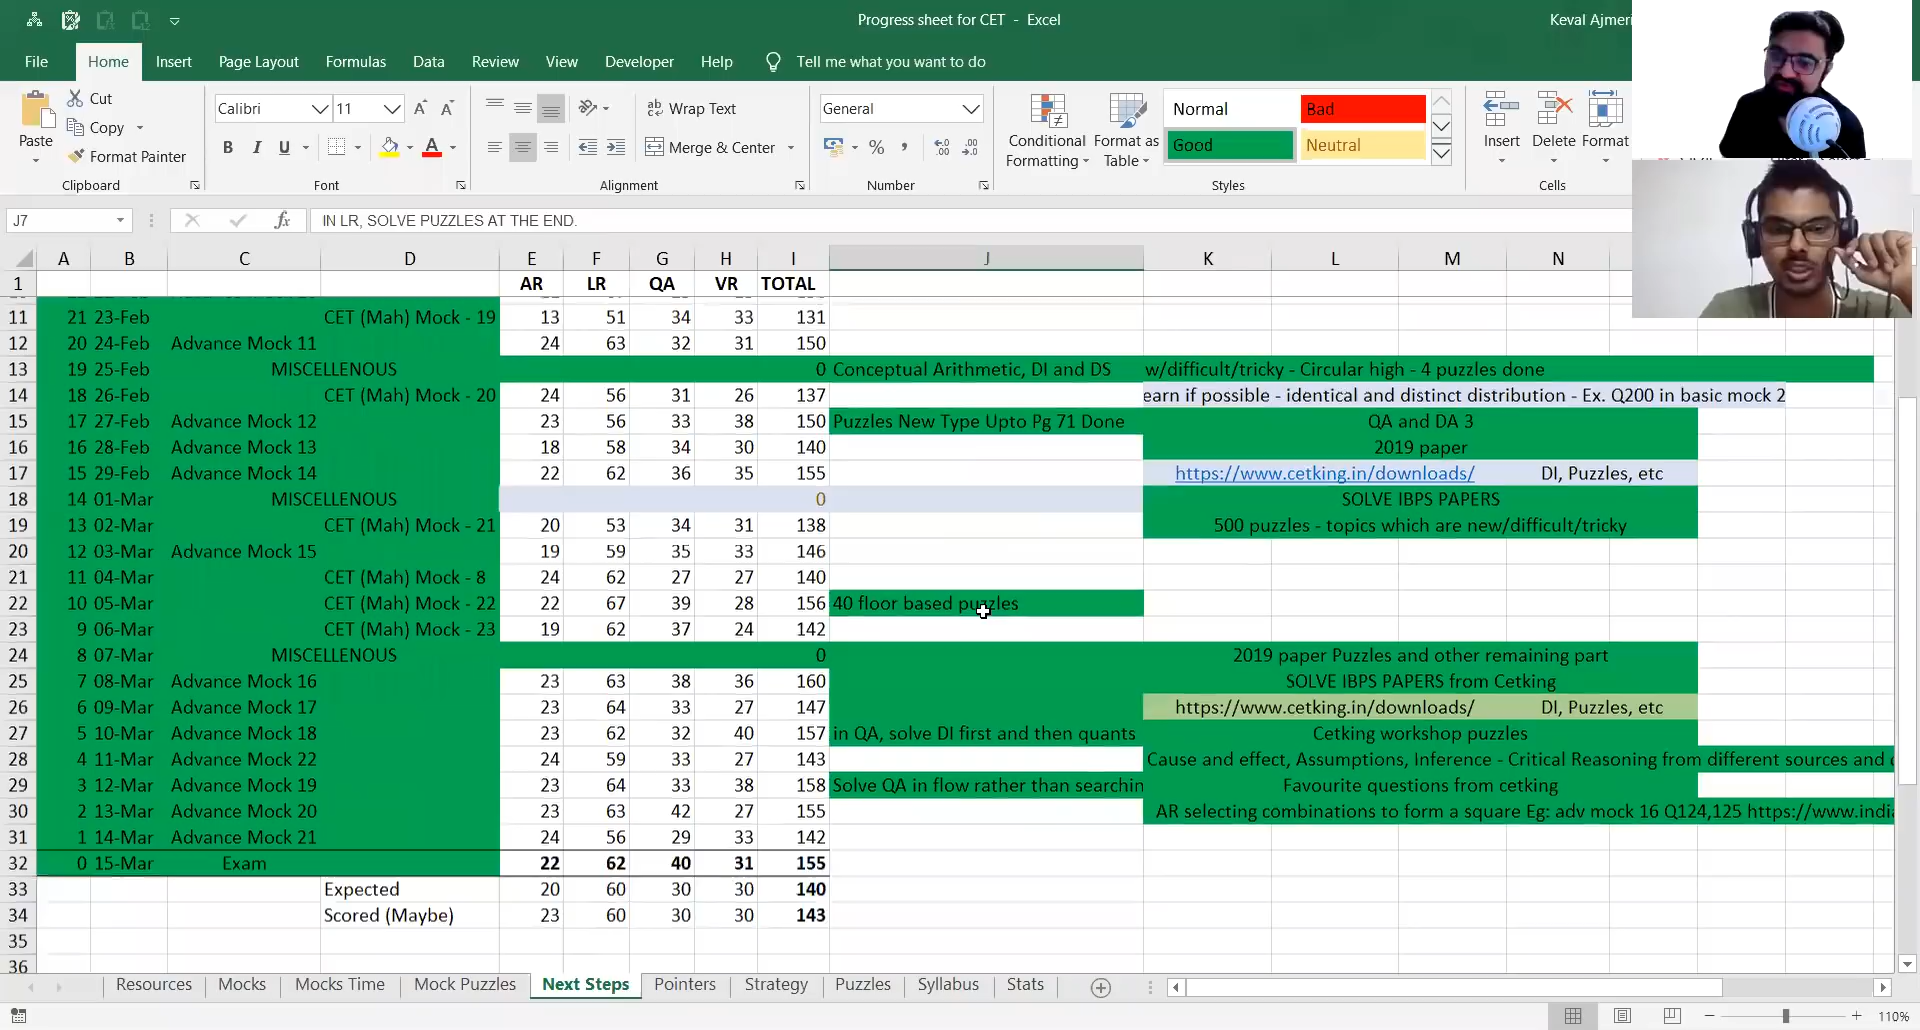 Progress sheet for CET - Excel
Keval Ajmeri
File Home Insert Page Layout Formulas Data Review View Developer Help Tell me what you want to do
Cut
Copy
Format Painter
Paste
Calibri 11
B I U
Wrap Text
Merge & Center
General
Conditional Formatting
Format as Table
Normal Bad
Good Neutral
Insert Delete Format
Clipboard Font Alignment Number Styles Cells
J7 fx IN LR, SOLVE PUZZLES AT THE END.
A B C D E F G H I J K L M N
1 AR LR QA VR TOTAL
11 21 23-Feb CET (Mah) Mock - 19 13 51 34 33 131
12 20 24-Feb Advance Mock 11 24 63 32 31 150
13 19 25-Feb MISCELLENOUS 0 Conceptual Arithmetic, DI and DS w/difficult/tricky - Circular high - 4 puzzles done
14 18 26-Feb CET (Mah) Mock - 20 24 56 31 26 137 earn if possible - identical and distinct distribution - Ex. Q200 in basic mock 2
15 17 27-Feb Advance Mock 12 23 56 33 38 150 Puzzles New Type Upto Pg 71 Done QA and DA 3
16 16 28-Feb Advance Mock 13 18 58 34 30 140 2019 paper
17 15 29-Feb Advance Mock 14 22 62 36 35 155 https://www.cetking.in/downloads/ DI, Puzzles, etc
18 14 01-Mar MISCELLENOUS 0 SOLVE IBPS PAPERS
19 13 02-Mar CET (Mah) Mock - 21 20 53 34 31 138 500 puzzles - topics which are new/difficult/tricky
20 12 03-Mar Advance Mock 15 19 59 35 33 146
21 11 04-Mar CET (Mah) Mock - 8 24 62 27 27 140
22 10 05-Mar CET (Mah) Mock - 22 22 67 39 28 156 40 floor based puzzles
23 9 06-Mar CET (Mah) Mock - 23 19 62 37 24 142
24 8 07-Mar MISCELLENOUS 0 2019 paper Puzzles and other remaining part
25 7 08-Mar Advance Mock 16 23 63 38 36 160 SOLVE IBPS PAPERS from Cetking
26 6 09-Mar Advance Mock 17 23 64 33 27 147 https://www.cetking.in/downloads/ DI, Puzzles, etc
27 5 10-Mar Advance Mock 18 23 62 32 40 157 in QA, solve DI first and then quants Cetking workshop puzzles
28 4 11-Mar Advance Mock 22 24 59 33 27 143 Cause and effect, Assumptions, Inference - Critical Reasoning from different sources and
29 3 12-Mar Advance Mock 19 23 64 33 38 158 Solve QA in flow rather than searchin Favourite questions from cetking
30 2 13-Mar Advance Mock 20 23 63 42 27 155 AR selecting combinations to form a square Eg: adv mock 16 Q124,125 https://www.india
31 1 14-Mar Advance Mock 21 24 56 29 33 142
32 0 15-Mar Exam 22 62 40 31 155
33 Expected 20 60 30 30 140
34 Scored (Maybe) 23 60 30 30 143
35
36
Resources Mocks Mocks Time Mock Puzzles Next Steps Pointers Strategy Puzzles Syllabus Stats
110%